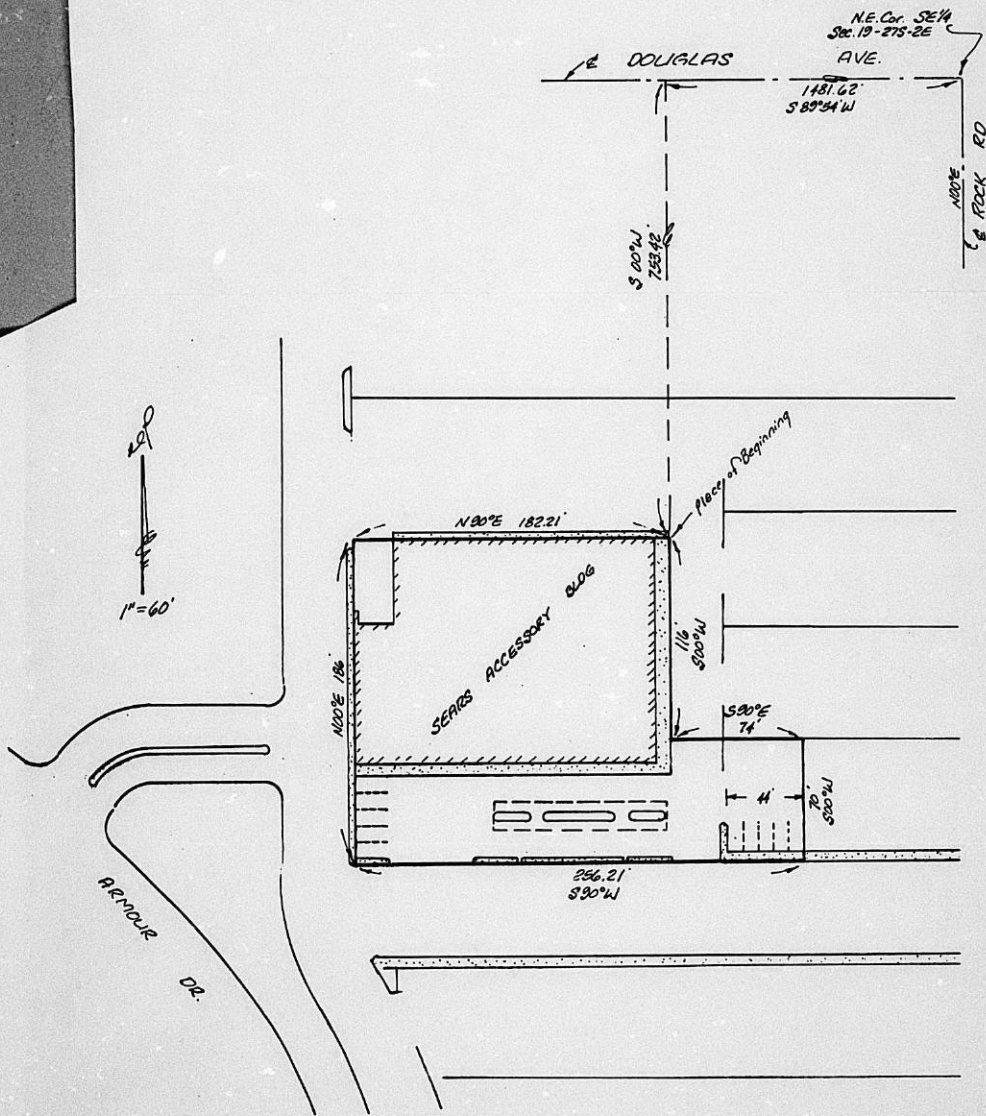 N.E. Cor. SE 1/4
Sec. 19-27S-2E
℄ DOUGLAS AVE.
1481.62'
S 89°54' W
N00°E
℄ ROCK RD
S 00°W
753.42'
Place of Beginning
N 90°E 182.21'
1"=60'
SEARS ACCESSORY BLDG
116
S00°W
N00°E 186'
S90°E
74'
44'
70'
S00°W
256.21'
S90°W
ARMOUR DR.